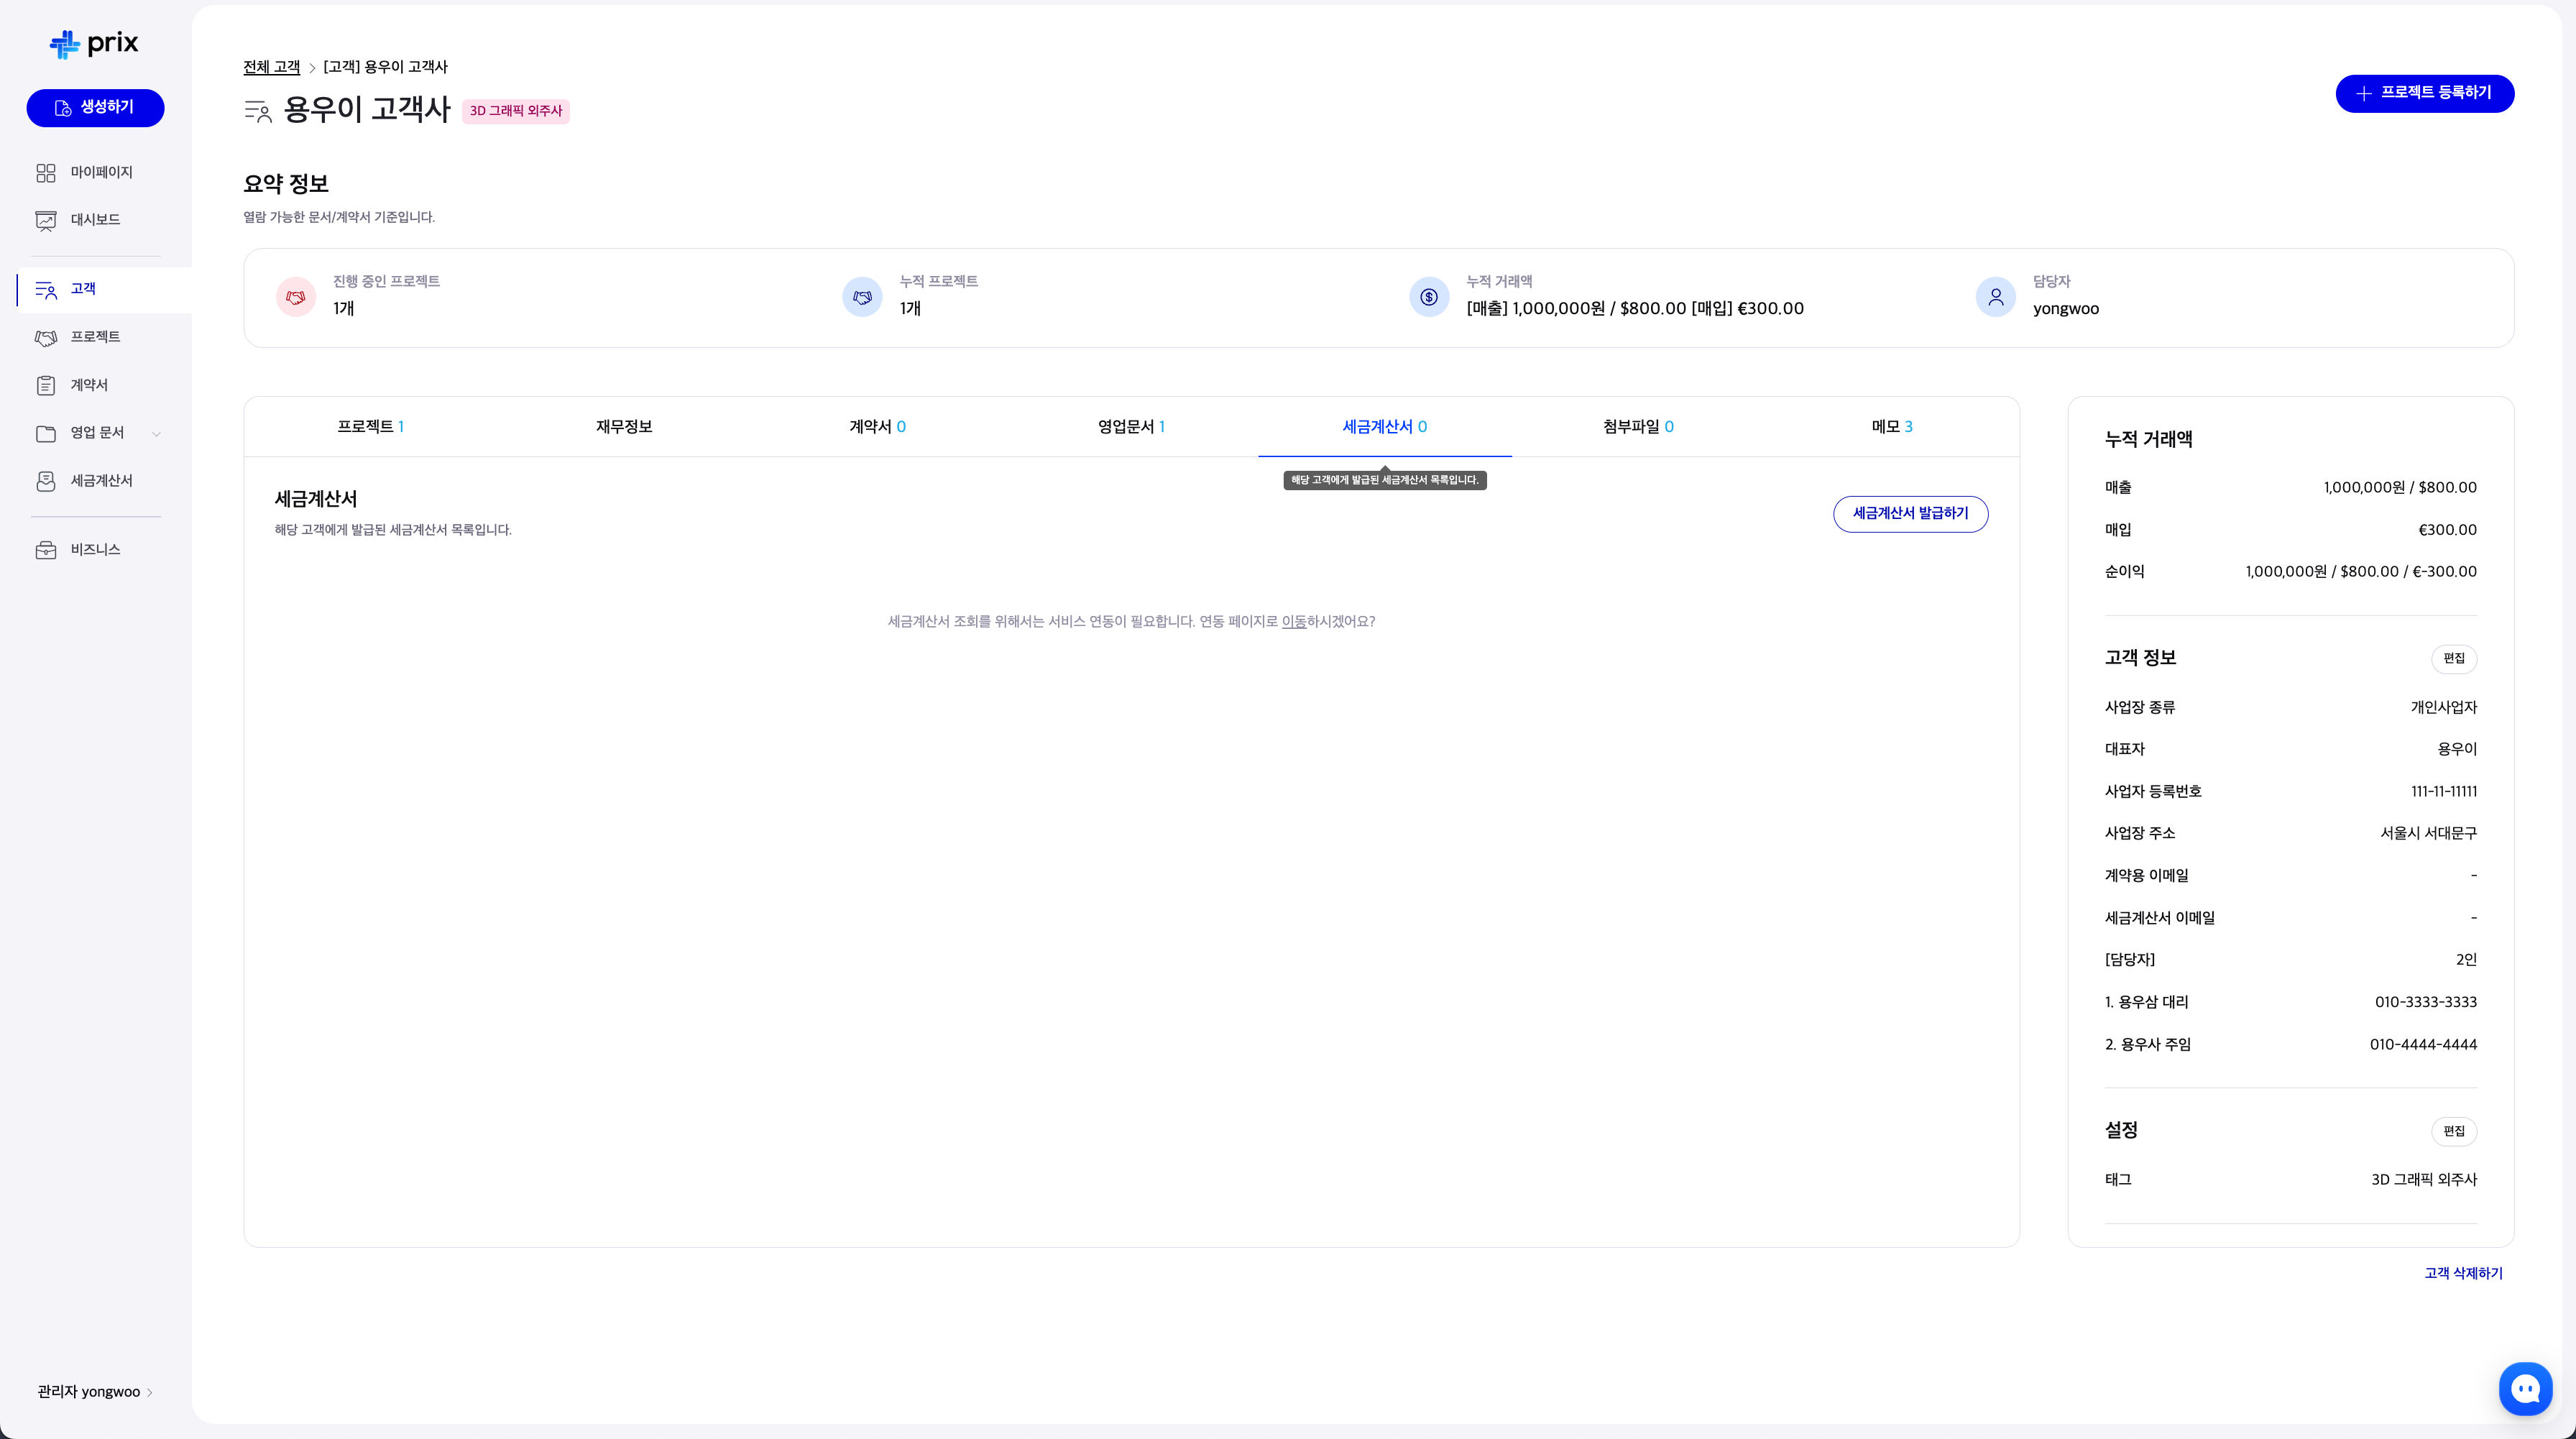 prix
생성하기
마이페이지
대시보드
고객
프로젝트
계약서
영업 문서
세금계산서
비즈니스
관리자 yongwoo
전체 고객 > [고객] 용우이 고객사
용우이 고객사 3D 그래픽 외주사
프로젝트 등록하기
요약 정보
열람 가능한 문서/계약서 기준입니다.
진행 중인 프로젝트
1개
누적 프로젝트
1개
누적 거래액
[매출] 1,000,000원 / $800.00 [매입] €300.00
담당자
yongwoo
프로젝트 1 재무정보 계약서 0 영업문서 1 세금계산서 0 첨부파일 0 메모 3
해당 고객에게 발급된 세금계산서 목록입니다.
세금계산서
해당 고객에게 발급된 세금계산서 목록입니다.
세금계산서 발급하기
세금계산서 조회를 위해서는 서비스 연동이 필요합니다. 연동 페이지로 이동하시겠어요?
누적 거래액
매출 1,000,000원 / $800.00
매입 €300.00
순이익 1,000,000원 / $800.00 / €-300.00
고객 정보 편집
사업장 종류 개인사업자
대표자 용우이
사업자 등록번호 111-11-11111
사업장 주소 서울시 서대문구
계약용 이메일 -
세금계산서 이메일 -
[담당자] 2인
1. 용우삼 대리 010-3333-3333
2. 용우사 주임 010-4444-4444
설정 편집
태그 3D 그래픽 외주사
고객 삭제하기